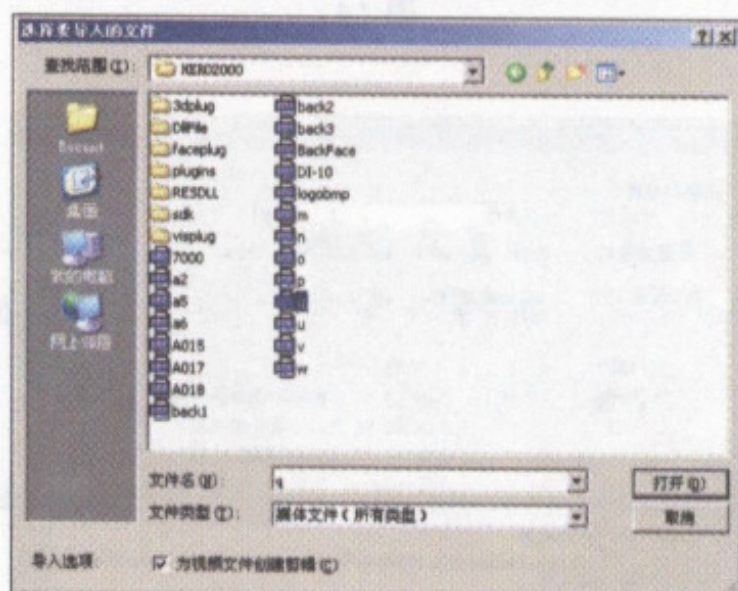 选择要导入的文件
查找范围(I):
HERO2000
3dplug
DllFile
faceplug
plugins
RESDLL
sdk
visplug
7000
a2
a5
a6
A015
A017
A018
back1
back2
back3
BackFace
DI-10
logobmp
m
n
o
p
u
v
w
Recent
桌面
我的电脑
网上邻居
文件名(N):
q
打开(O)
文件类型(T):
媒体文件(所有类型)
取消
导入选项
为视频文件创建剪辑(C)